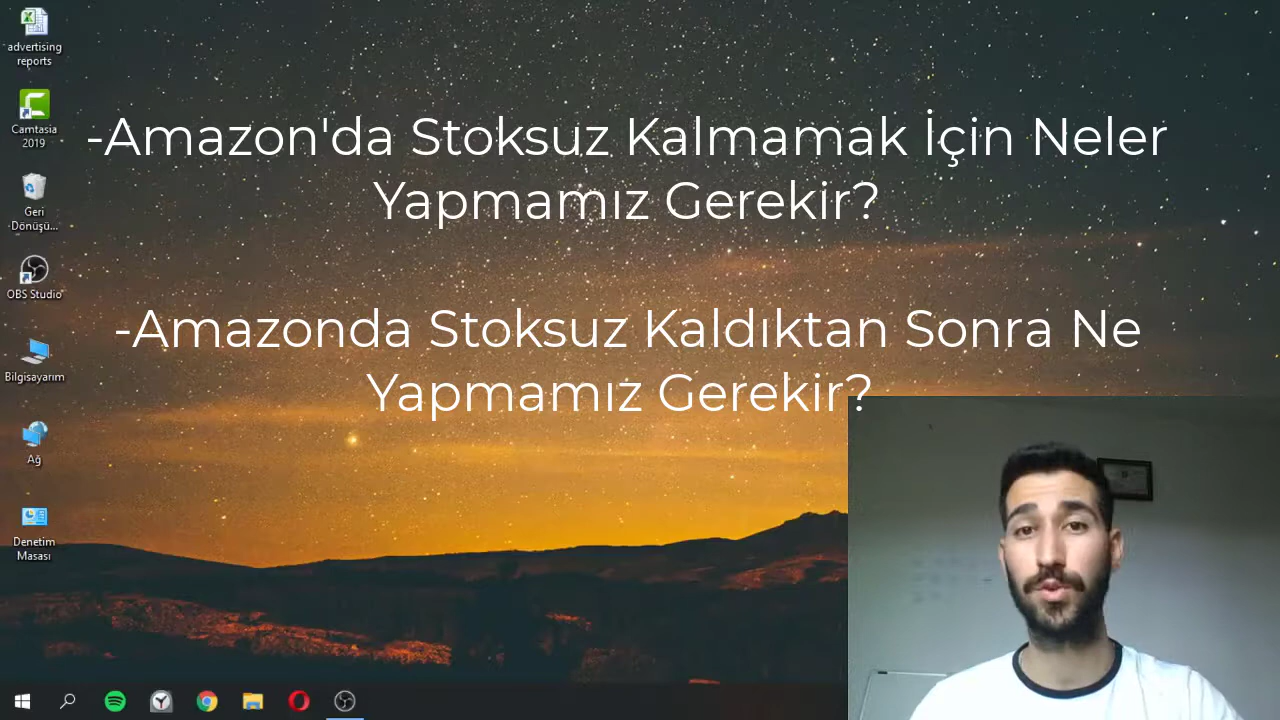 advertising
reports
Camtasia
2019
Geri
Dönüşü...
OBS Studio
Bilgisayarım
Ağ
Denetim
Masası
-Amazon'da Stoksuz Kalmamak İçin Neler
Yapmamız Gerekir?
-Amazonda Stoksuz Kaldıktan Sonra Ne
Yapmamız Gerekir?